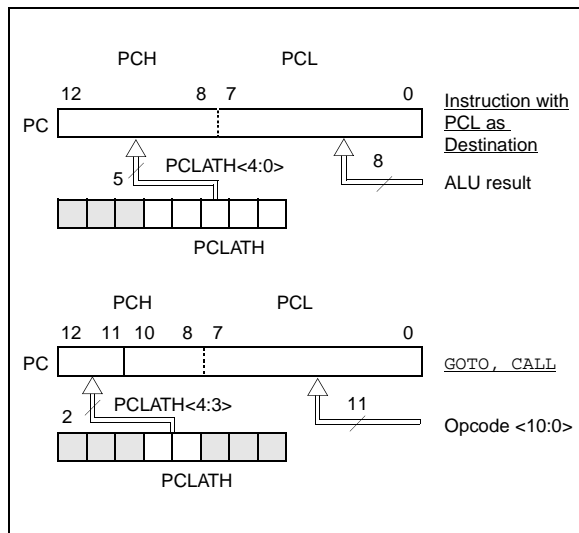 PCH PCL
12 8 7 0
PC
Instruction with
PCL as
Destination
5 PCLATH<4:0>
8
ALU result
PCLATH
PCH PCL
12 11 10 8 7 0
PC
GOTO, CALL
2 PCLATH<4:3>
11
Opcode <10:0>
PCLATH